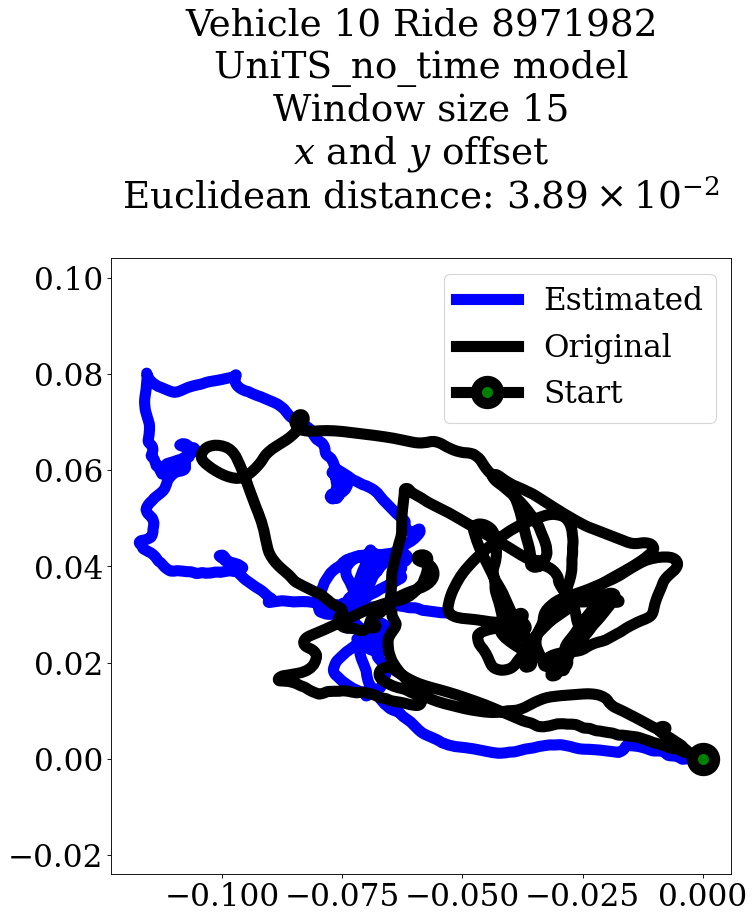 Vehicle 10 Ride 8971982
UniTS_no_time model
Window size 15
x and y offset
Euclidean distance: 3.89 × 10⁻²
0.10
0.08
0.06
0.04
0.02
0.00
−0.02
Estimated
Original
Start
−0.100 −0.075 −0.050 −0.025 0.000